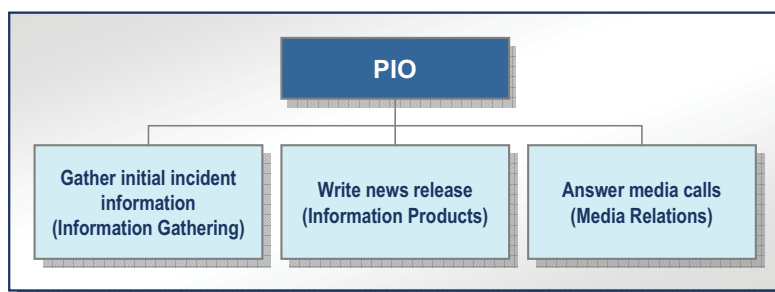 PIO
Gather initial incident
information
(Information Gathering)
Write news release
(Information Products)
Answer media calls
(Media Relations)